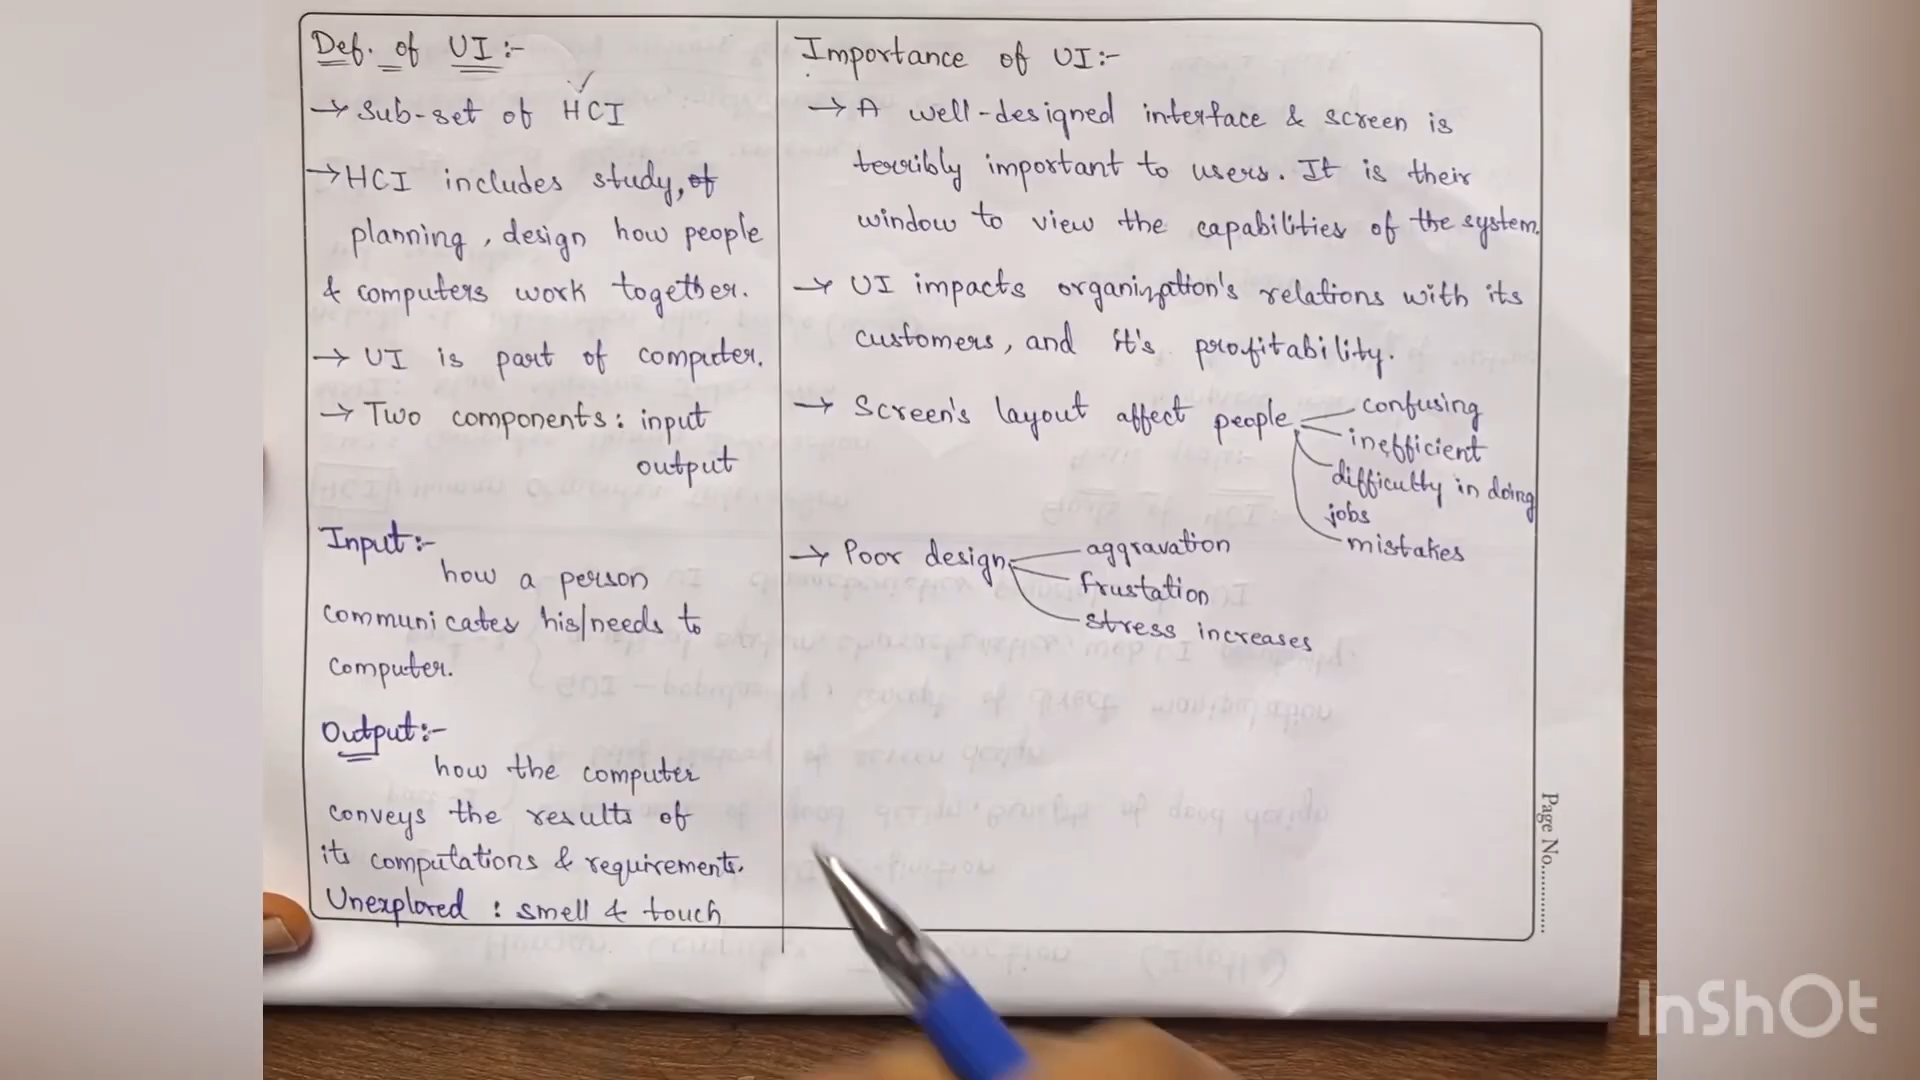 Def. of UI :-
→ Sub-set of HCI
→ HCI includes study, of
planning, design how people
& computers work together.
→ UI is part of computer.
→ Two components : input
output
Input :-
how a person
communicates his/needs to
computer.
Output :-
how the computer
conveys the results of
its computations & requirements.
Unexplored : smell & touch
Importance of UI :-
→ A well-designed interface & screen is
terribly important to users. It is their
window to view the capabilities of the system.
→ UI impacts organization's relations with its
customers, and it's profitability.
→ Screen's layout affect people
confusing
inefficient
difficulty in doing
jobs
mistakes
→ Poor design
aggravation
frustation
stress increases
Page No..............
InShOt